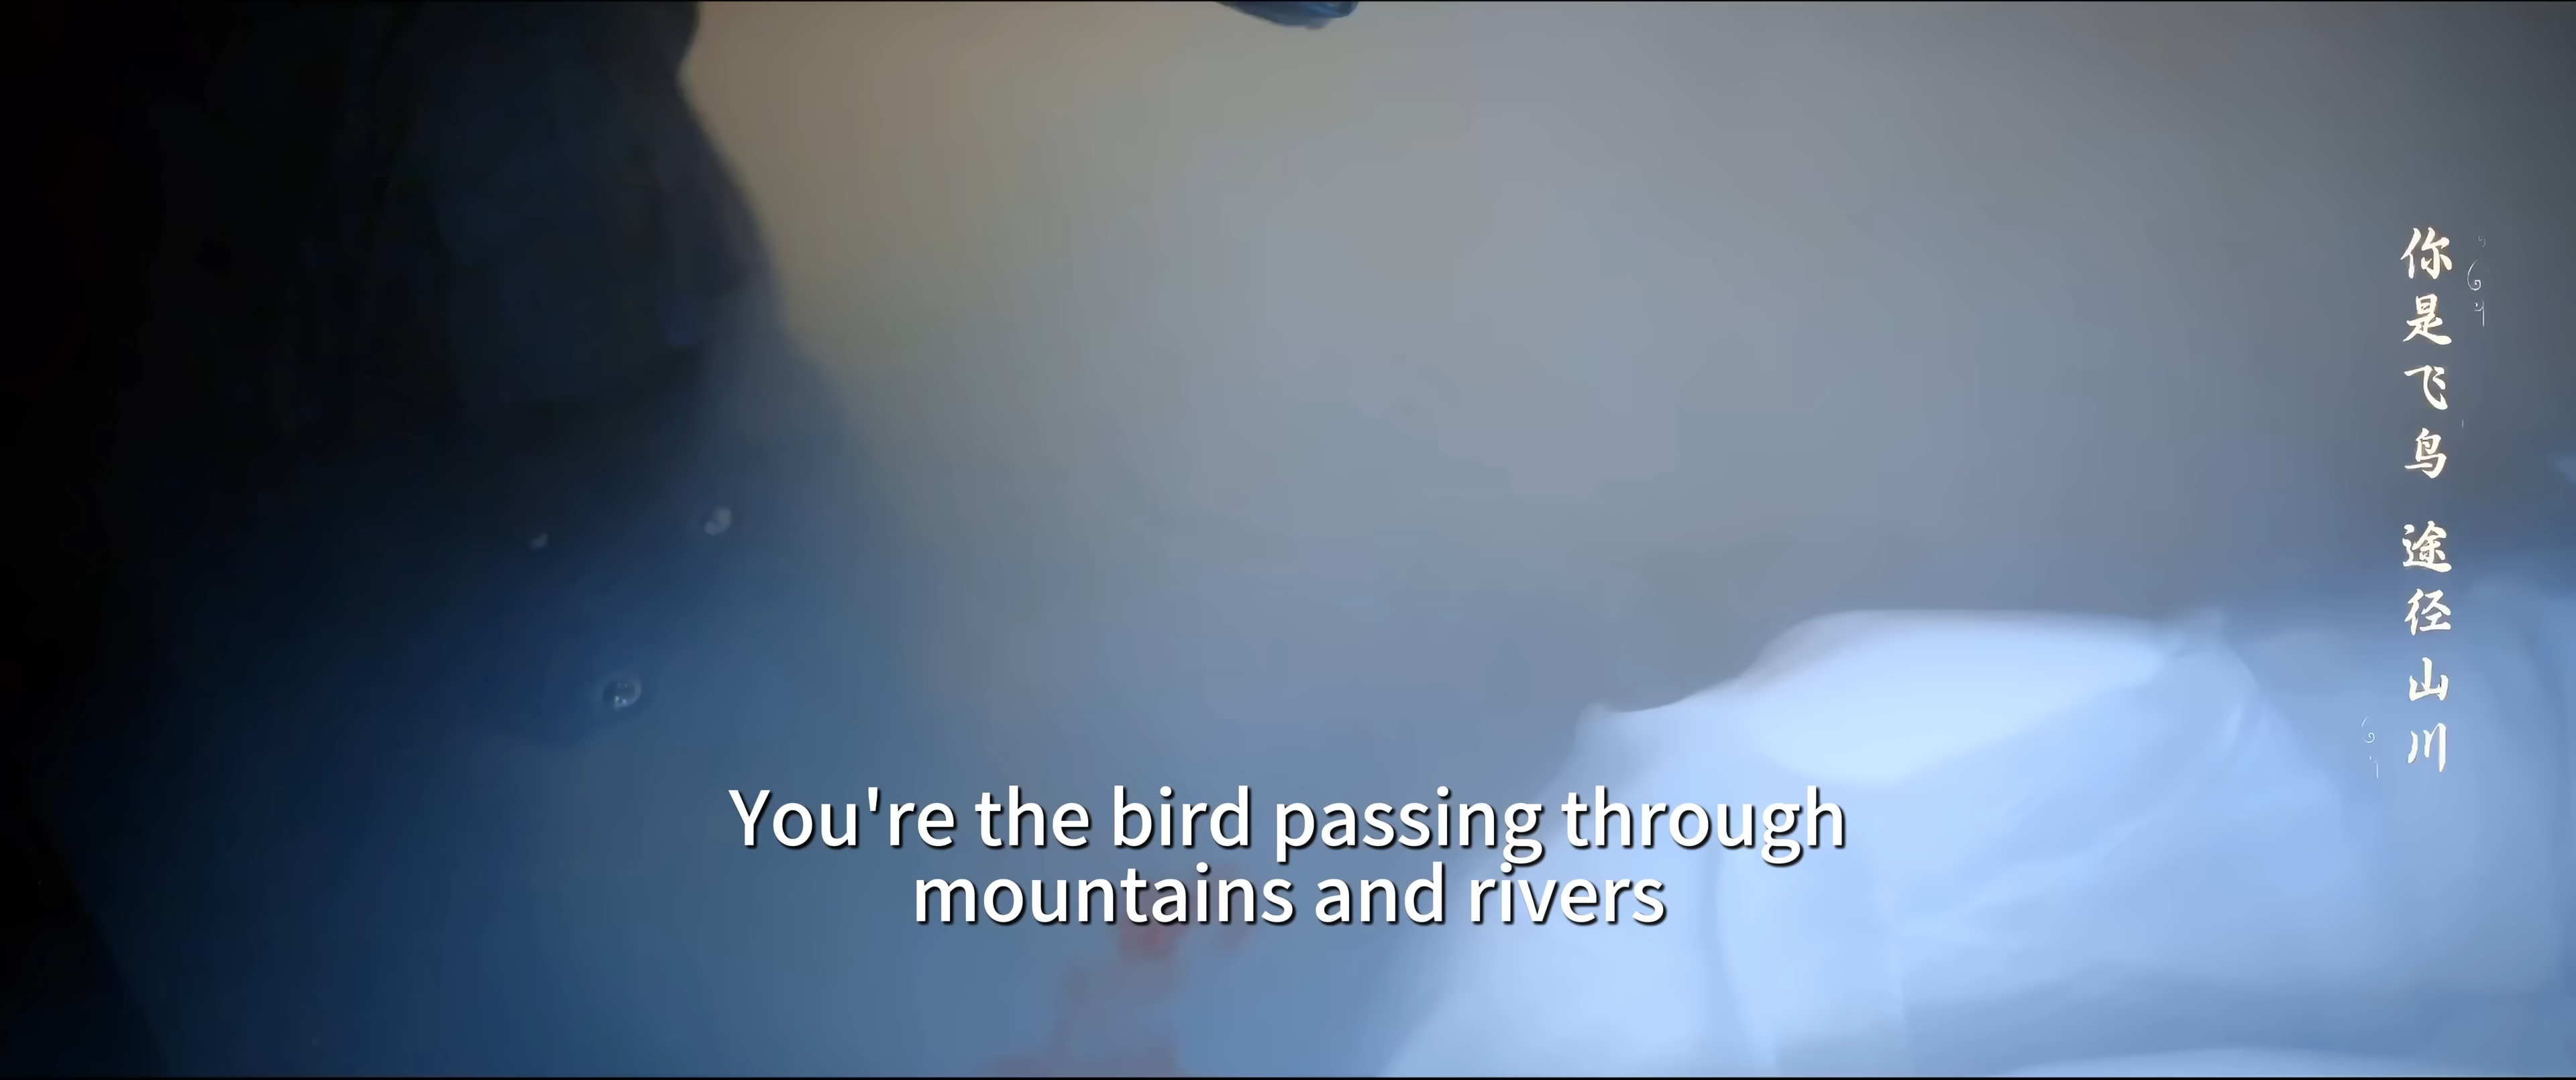 你是飞鸟 途径山川
You're the bird passing through
mountains and rivers